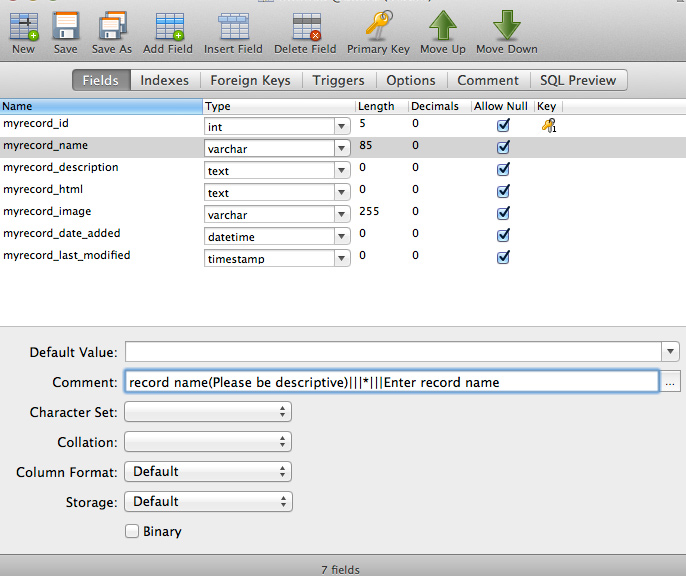 New Save Save As Add Field Insert Field Delete Field Primary Key Move Up Move Down
Fields Indexes Foreign Keys Triggers Options Comment SQL Preview
Name Type Length Decimals Allow Null Key
myrecord_id int 5 0 1
myrecord_name varchar 85 0
myrecord_description text 0 0
myrecord_html text 0 0
myrecord_image varchar 255 0
myrecord_date_added datetime 0 0
myrecord_last_modified timestamp 0 0
Default Value:
Comment: record name(Please be descriptive)|||*|||Enter record name ...
Character Set:
Collation:
Column Format: Default
Storage: Default
Binary
7 fields